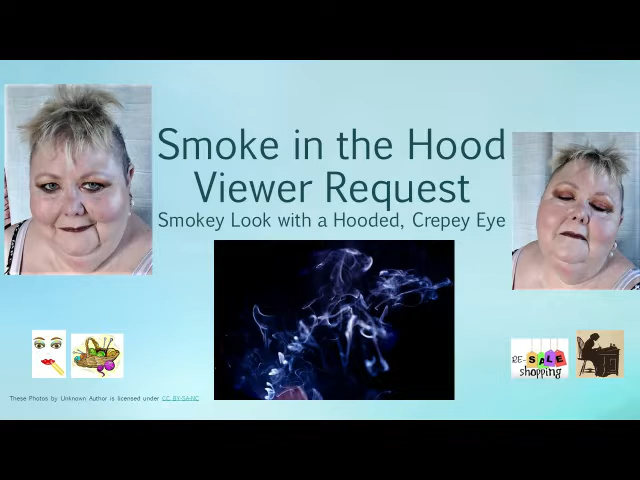 Smoke in the Hood
Viewer Request
Smokey Look with a Hooded, Crepey Eye
RE-SALE
shopping
These Photos by Unknown Author is licensed under CC BY-SA-NC